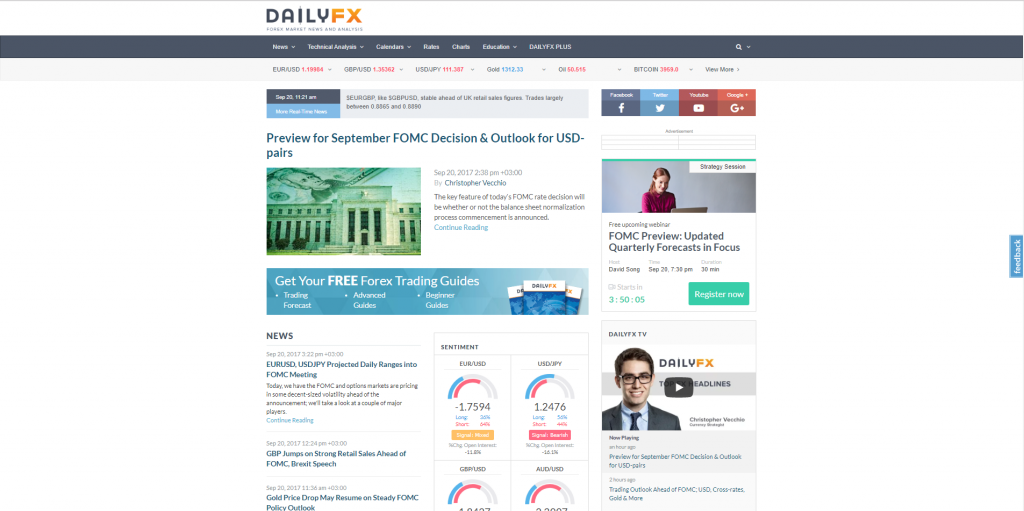 DAILYFX
FOREX MARKET NEWS AND ANALYSIS
News Technical Analysis Calendars Rates Charts Education DAILYFX PLUS
EUR/USD 1.19984 GBP/USD 1.35362 USD/JPY 111.387 Gold 1312.33 Oil 50.515 BITCOIN 3959.0 View More
Sep 20, 11:21 am
More Real-Time News
$EURGBP, like $GBPUSD, stable ahead of UK retail sales figures. Trades largely
between 0.8865 and 0.8890
Facebook Twitter Youtube Google +
f G+
Advertisement
Preview for September FOMC Decision & Outlook for USD-
pairs
Sep 20, 2017 2:38 pm +03:00
By Christopher Vecchio
The key feature of today's FOMC rate decision will
be whether or not the balance sheet normalization
process commencement is announced.
Continue Reading
Strategy Session
Free upcoming webinar
FOMC Preview: Updated
Quarterly Forecasts in Focus
Host Time Duration
David Song Sep 20, 7:30 pm 30 min
Starts in
3 : 50 : 05
Register now
feedback
Get Your FREE Forex Trading Guides
• Trading Forecast
• Advanced Guides
• Beginner Guides
DAILYFX
NEWS
Sep 20, 2017 3:22 pm +03:00
EURUSD, USDJPY Projected Daily Ranges into
FOMC Meeting
Today, we have the FOMC and options markets are pricing
in some decent-sized volatility ahead of the
announcement; we'll take a look at a couple of major
players.
Continue Reading
Sep 20, 2017 12:24 pm +03:00
GBP Jumps on Strong Retail Sales Ahead of
FOMC, Brexit Speech
Sep 20, 2017 11:36 am +03:00
Gold Price Drop May Resume on Steady FOMC
Policy Outlook
SENTIMENT
EUR/USD
-1.7594
Long: 36%
Short: 64%
Signal: Mixed
%Chg. Open Interest:
-11.8%
USD/JPY
1.2476
Long: 56%
Short: 44%
Signal: Bearish
%Chg. Open Interest:
-16.1%
GBP/USD
AUD/USD
DAILYFX TV
DAILYFX
HEADLINES
Christopher Vecchio
Currency Strategist
Now Playing
an hour ago
Preview for September FOMC Decision & Outlook
for USD-pairs
2 hours ago
Trading Outlook Ahead of FOMC; USD, Cross-rates,
Gold & More